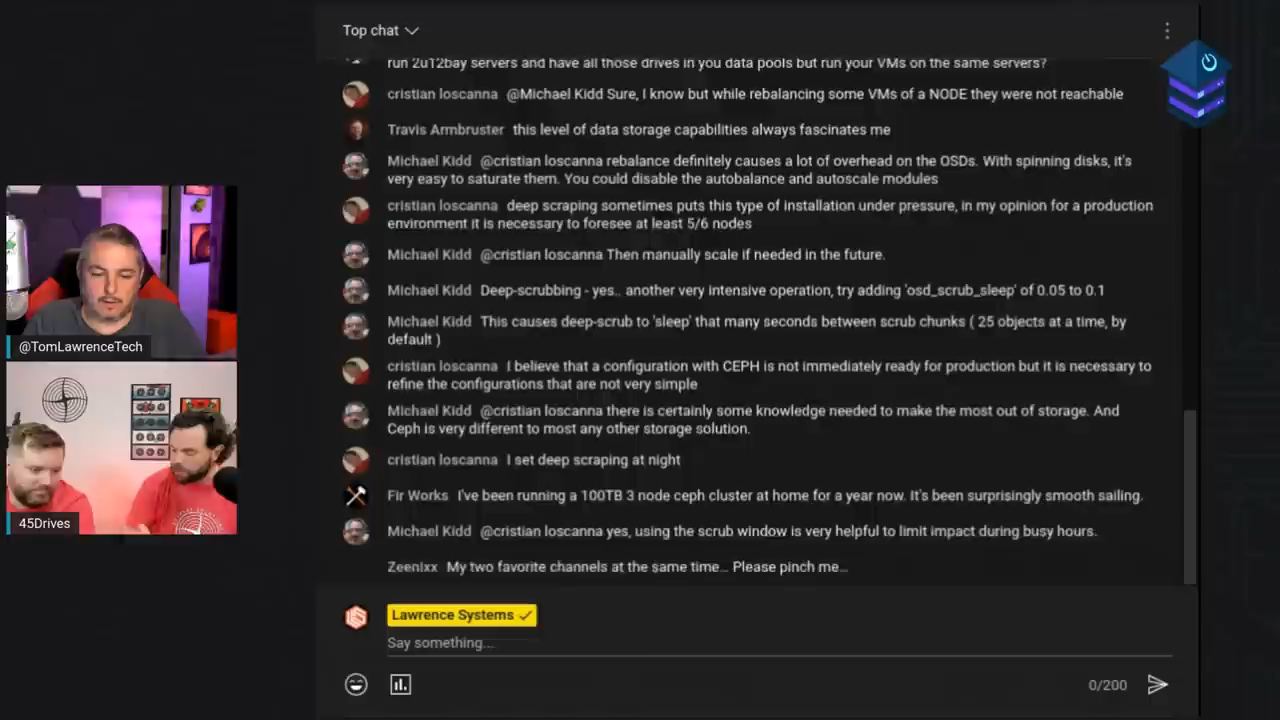 Top chat
run 2u12bay servers and have all those drives in you data pools but run your VMs on the same servers?
cristian loscanna @Michael Kidd Sure, I know but while rebalancing some VMs of a NODE they were not reachable
Travis Armbruster this level of data storage capabilities always fascinates me
Michael Kidd @cristian loscanna rebalance definitely causes a lot of overhead on the OSDs. With spinning disks, it's
very easy to saturate them. You could disable the autobalance and autoscale modules
cristian loscanna deep scraping sometimes puts this type of installation under pressure, in my opinion for a production
environment it is necessary to foresee at least 5/6 nodes
Michael Kidd @cristian loscanna Then manually scale if needed in the future.
Michael Kidd Deep-scrubbing - yes.. another very intensive operation, try adding 'osd_scrub_sleep' of 0.05 to 0.1
Michael Kidd This causes deep-scrub to 'sleep' that many seconds between scrub chunks ( 25 objects at a time, by
default )
cristian loscanna I believe that a configuration with CEPH is not immediately ready for production but it is necessary to
refine the configurations that are not very simple
Michael Kidd @cristian loscanna there is certainly some knowledge needed to make the most out of storage. And
Ceph is very different to most any other storage solution.
cristian loscanna I set deep scraping at night
Fir Works I've been running a 100TB 3 node ceph cluster at home for a year now. It's been surprisingly smooth sailing.
Michael Kidd @cristian loscanna yes, using the scrub window is very helpful to limit impact during busy hours.
Zeenixx My two favorite channels at the same time... Please pinch me...
Lawrence Systems
Say something...
0/200
@TomLawrenceTech
45Drives